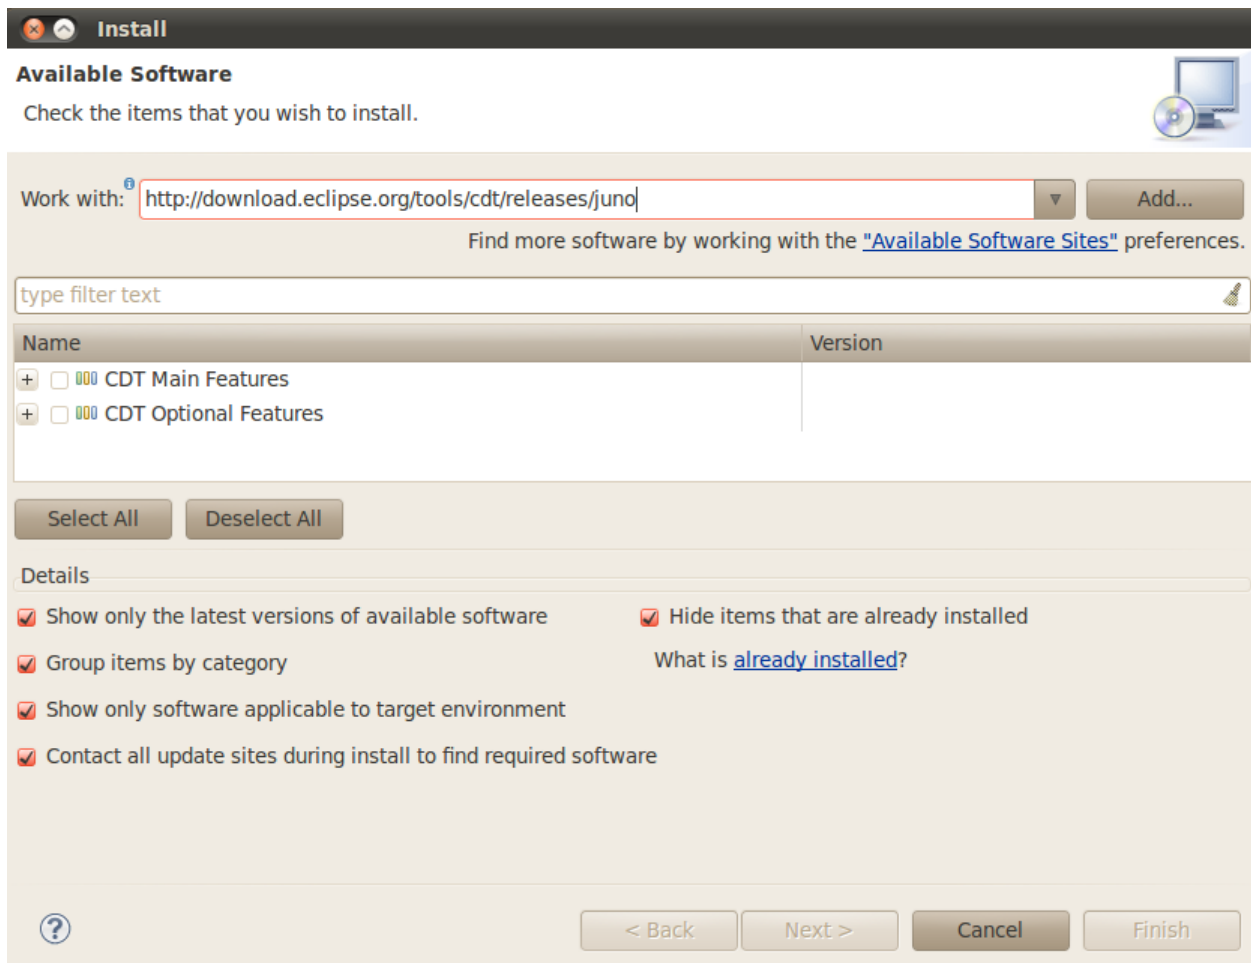 Install
Available Software
Check the items that you wish to install.
Work with: http://download.eclipse.org/tools/cdt/releases/juno Add...
Find more software by working with the "Available Software Sites" preferences.
type filter text
Name Version
CDT Main Features
CDT Optional Features
Select All Deselect All
Details
Show only the latest versions of available software Hide items that are already installed
Group items by category What is already installed?
Show only software applicable to target environment
Contact all update sites during install to find required software
< Back Next > Cancel Finish